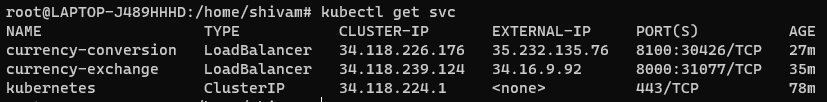 root@LAPTOP-J489HHHD:/home/shivam# kubectl get svc
NAME TYPE CLUSTER-IP EXTERNAL-IP PORT(S) AGE
currency-conversion LoadBalancer 34.118.226.176 35.232.135.76 8100:30426/TCP 27m
currency-exchange LoadBalancer 34.118.239.124 34.16.9.92 8000:31077/TCP 35m
kubernetes ClusterIP 34.118.224.1 <none> 443/TCP 78m